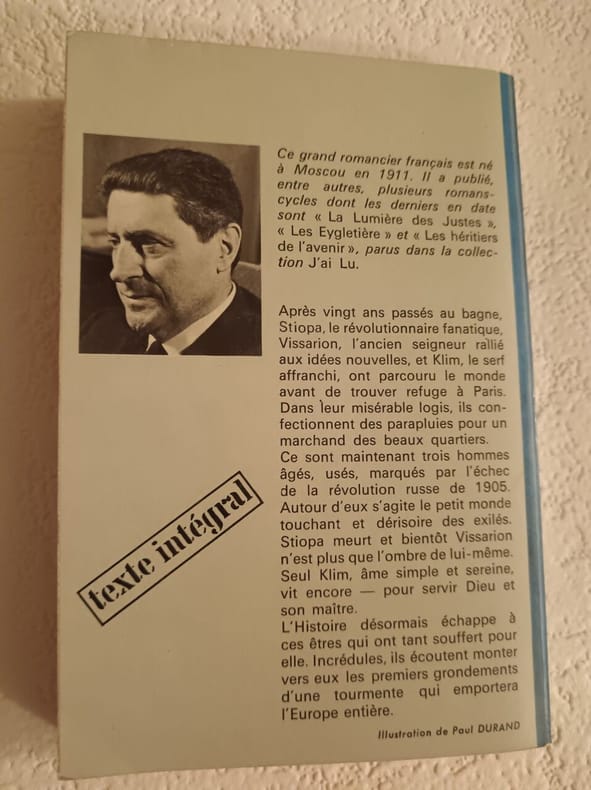 Ce grand romancier français est né
à Moscou en 1911. Il a publié,
entre autres, plusieurs romans-
cycles dont les derniers en date
sont « La Lumière des Justes »,
« Les Eygletière » et « Les héritiers
de l'avenir », parus dans la collec-
tion J'ai Lu.
Après vingt ans passés au bagne,
Stiopa, le révolutionnaire fanatique,
Vissarion, l'ancien seigneur rallié
aux idées nouvelles, et Klim, le serf
affranchi, ont parcouru le monde
avant de trouver refuge à Paris.
Dans leur misérable logis, ils con-
fectionnent des parapluies pour un
marchand des beaux quartiers.
Ce sont maintenant trois hommes
âgés, usés, marqués par l'échec
de la révolution russe de 1905.
Autour d'eux s'agite le petit monde
touchant et dérisoire des exilés.
Stiopa meurt et bientôt Vissarion
n'est plus que l'ombre de lui-même.
Seul Klim, âme simple et sereine,
vit encore — pour servir Dieu et
son maître.
L'Histoire désormais échappe à
ces êtres qui ont tant souffert pour
elle. Incrédules, ils écoutent monter
vers eux les premiers grondements
d'une tourmente qui emportera
l'Europe entière.
texte intégral
Illustration de Paul DURAND